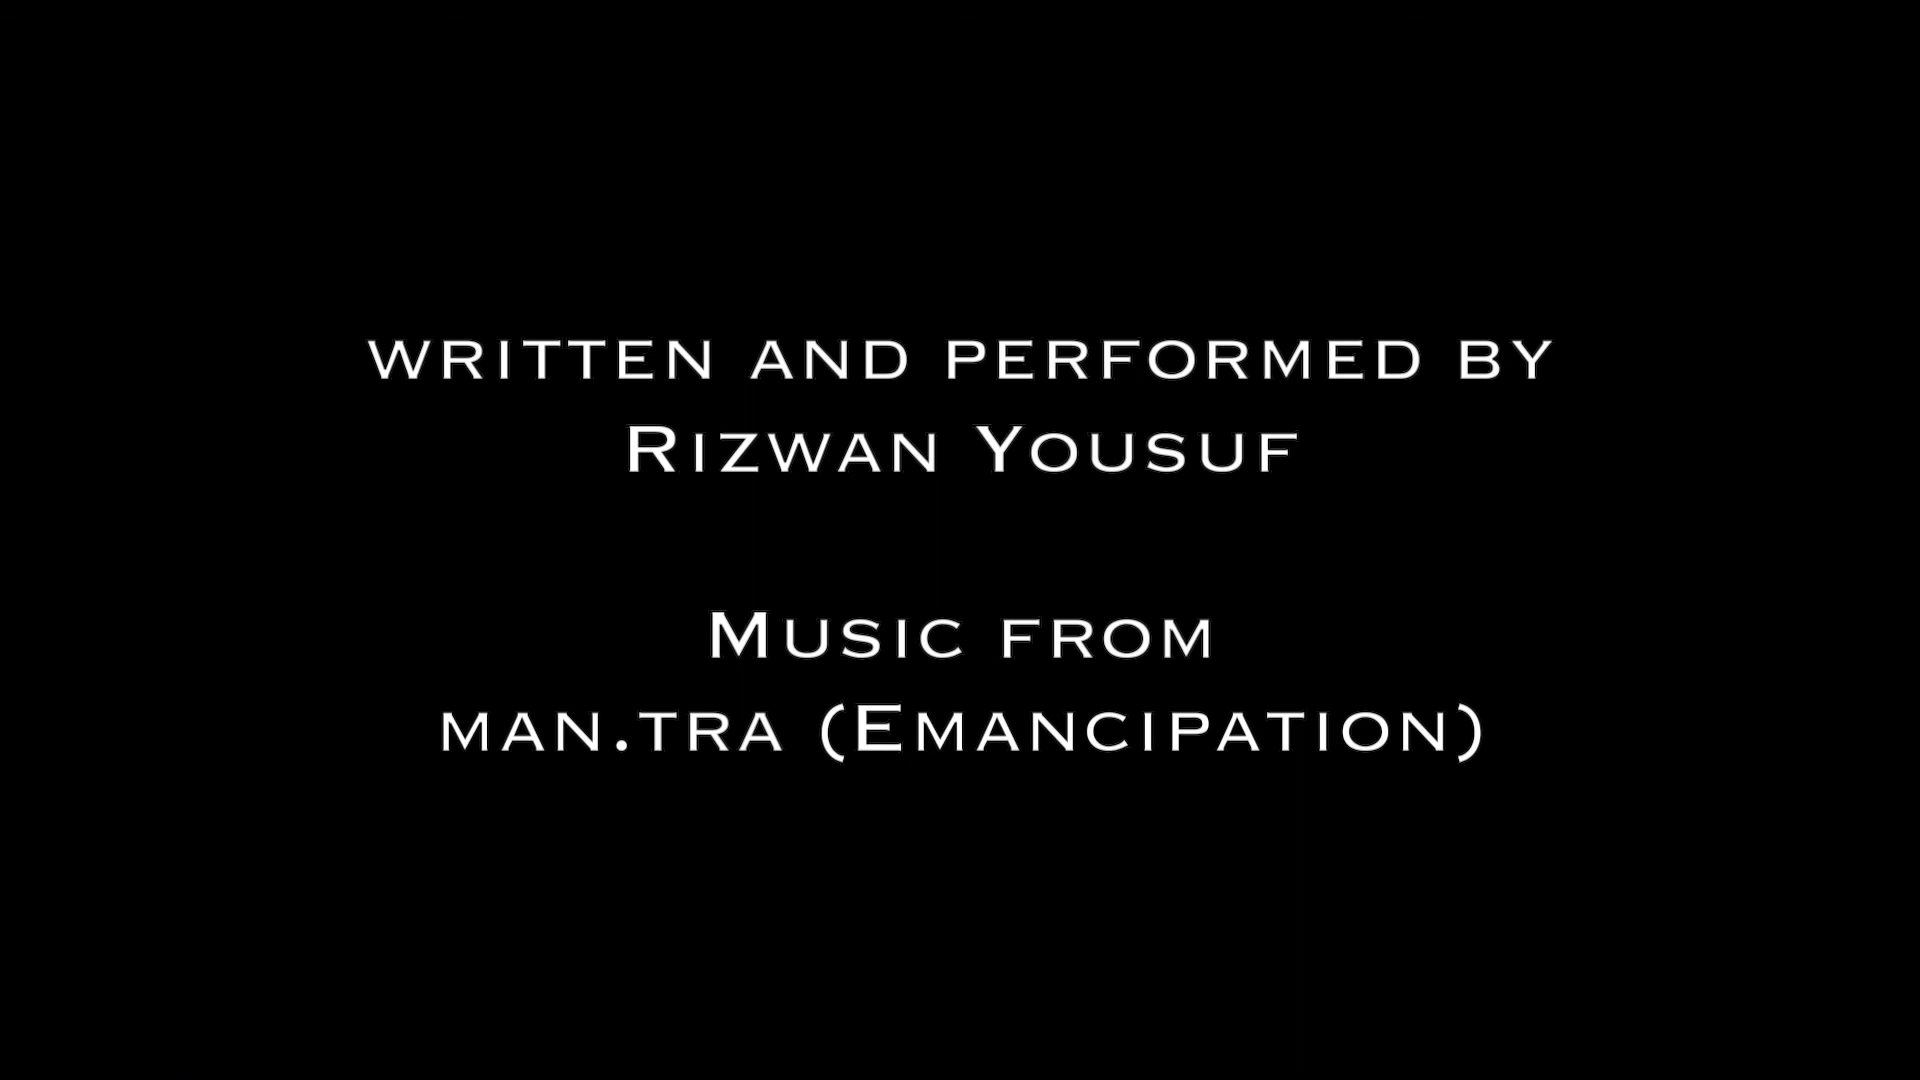 written and performed by
Rizwan Yousuf
Music from
man.tra (Emancipation)